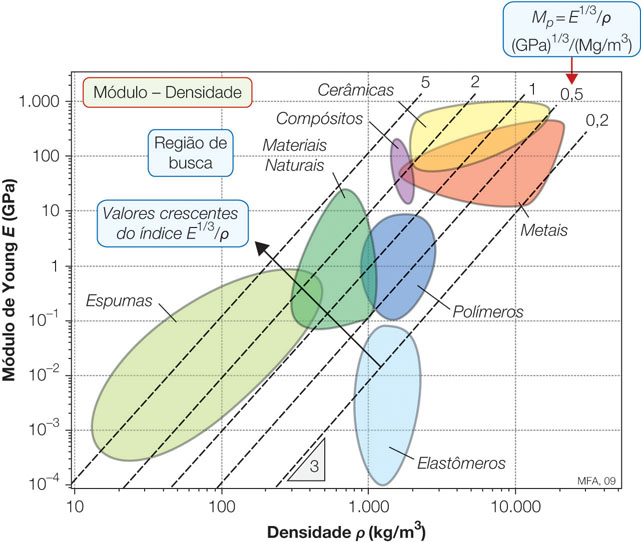 M_p = E^1/3/ρ
(GPa)^1/3/(Mg/m^3)
5
2
1
0,5
0,2
Módulo – Densidade
Cerâmicas
Compósitos
Região de
busca
Materiais
Naturais
Valores crescentes
do índice E^1/3/ρ
Metais
Espumas
Polímeros
Elastômeros
3
MFA, 09
Módulo de Young E (GPa)
1.000
100
10
1
10^−1
10^−2
10^−3
10^−4
10
100
1.000
10.000
Densidade ρ (kg/m^3)